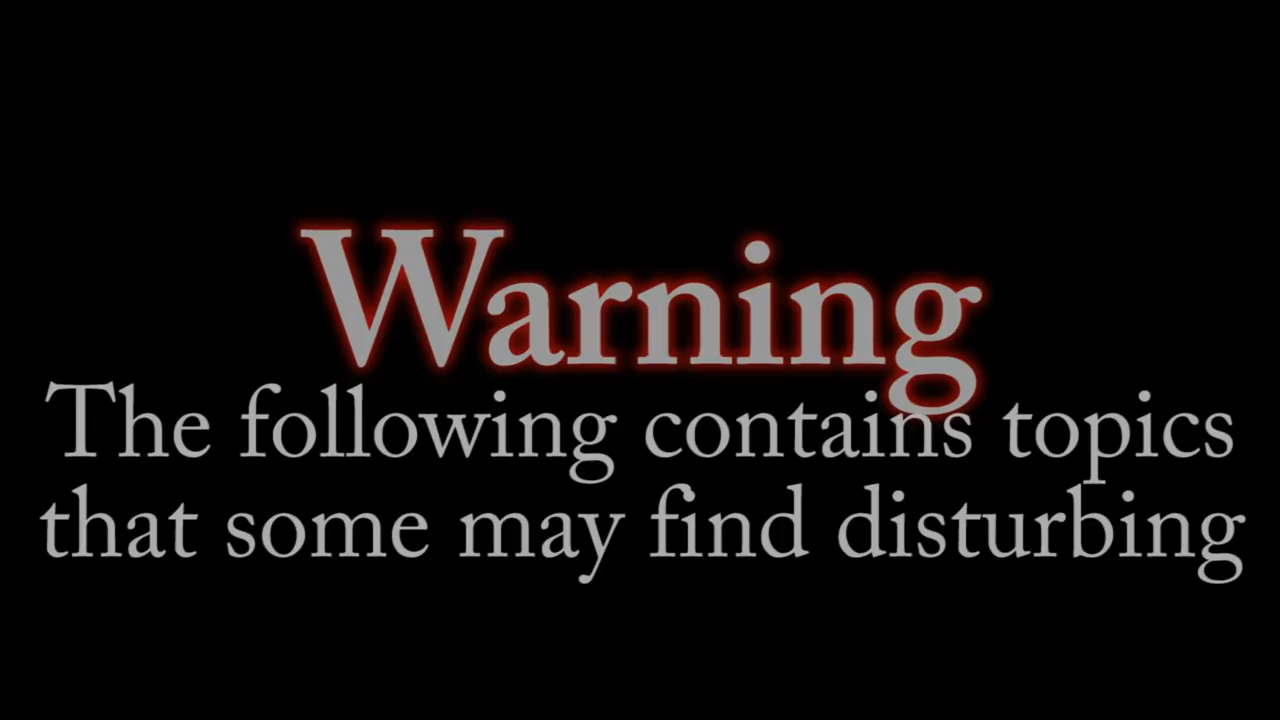 Warning
The following contains topics
that some may find disturbing